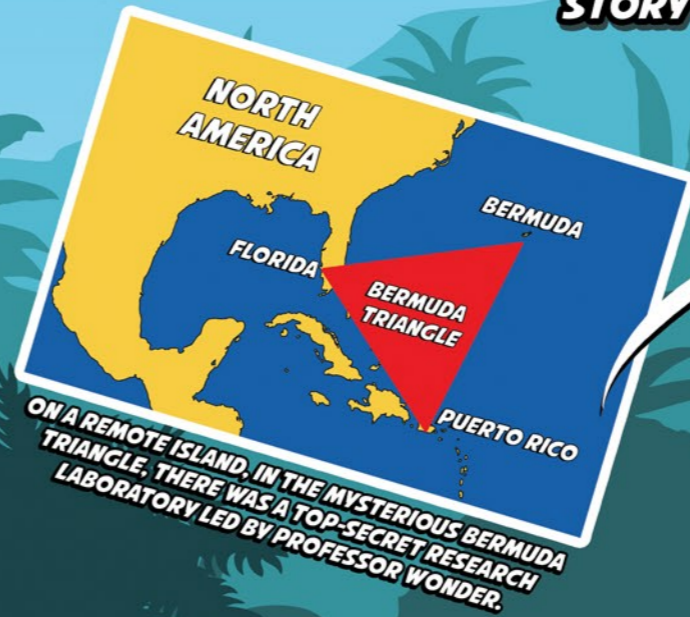 STORY
NORTH
AMERICA
BERMUDA
FLORIDA
BERMUDA
TRIANGLE
PUERTO RICO
ON A REMOTE ISLAND, IN THE MYSTERIOUS BERMUDA
TRIANGLE, THERE WAS A TOP-SECRET RESEARCH
LABORATORY LED BY PROFESSOR WONDER.